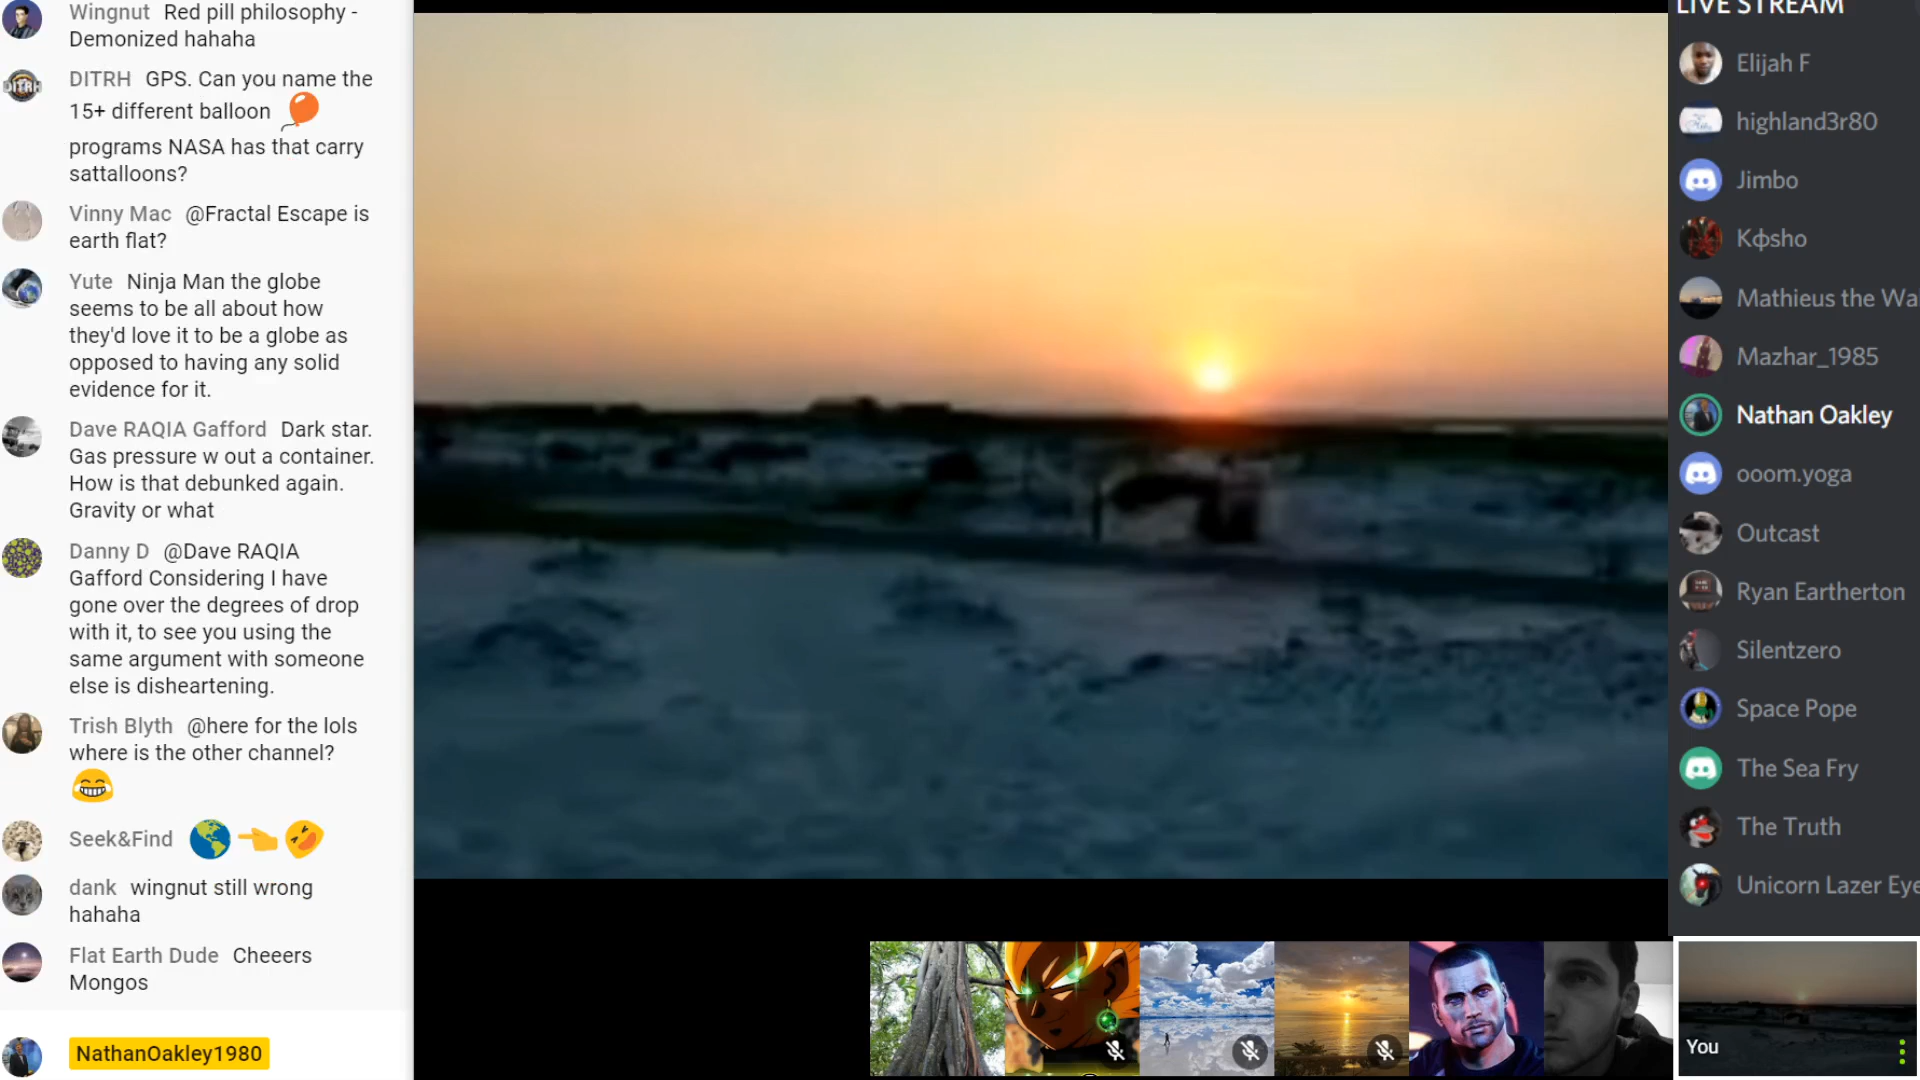 Wingnut Red pill philosophy -
Demonized hahaha
DITRH GPS. Can you name the
15+ different balloon
programs NASA has that carry
sattalloons?
Vinny Mac @Fractal Escape is
earth flat?
Yute Ninja Man the globe
seems to be all about how
they'd love it to be a globe as
opposed to having any solid
evidence for it.
Dave RAQIA Gafford Dark star.
Gas pressure w out a container.
How is that debunked again.
Gravity or what
Danny D @Dave RAQIA
Gafford Considering I have
gone over the degrees of drop
with it, to see you using the
same argument with someone
else is disheartening.
Trish Blyth @here for the lols
where is the other channel?
Seek&Find
dank wingnut still wrong
hahaha
Flat Earth Dude Cheeers
Mongos
NathanOakley1980
LIVE STREAM
Elijah F
highland3r80
Jimbo
Kфsho
Mathieus the Wa
Mazhar_1985
Nathan Oakley
ooom.yoga
Outcast
Ryan Eartherton
Silentzero
Space Pope
The Sea Fry
The Truth
Unicorn Lazer Eye
You